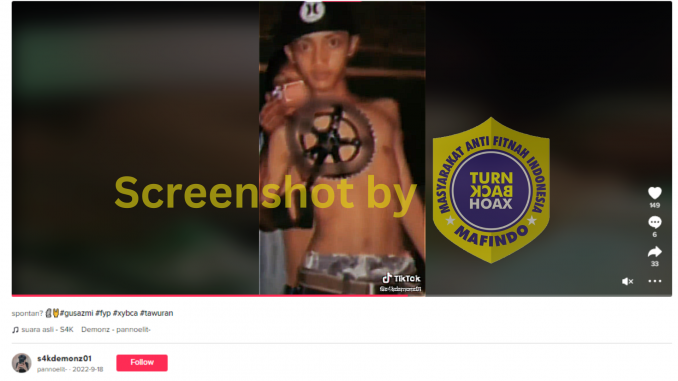 Screenshot by
MASYARAKAT ANTI FITNAH INDONESIA
TURN
BACK
HOAX
MAFINDO
149
6
33
TikTok
@s4kdemonz01
spontan? #gusazmi #fyp #xybca #tawuran
suara asli - S4K Demonz - pannoelit-
s4kdemonz01
pannoelit- · 2022-9-18
Follow